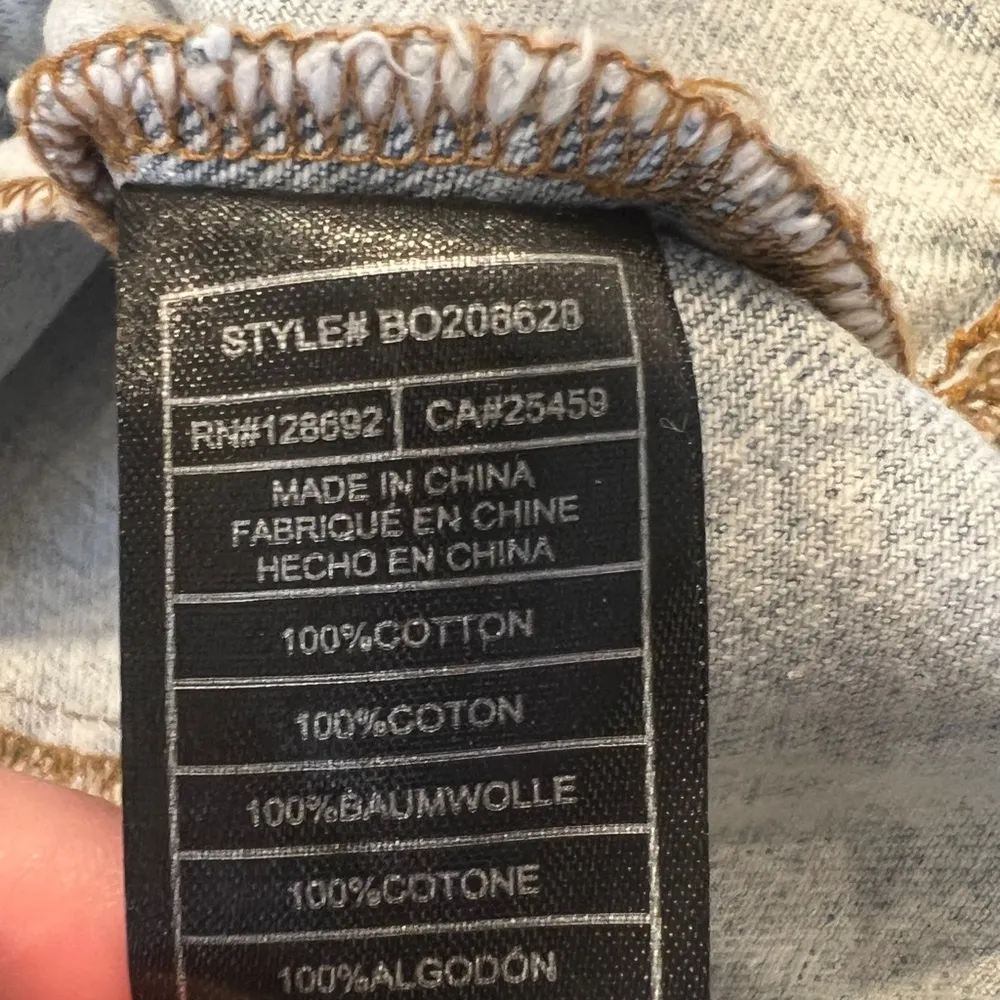 STYLE# BO208628
RN#128692 CA#25459
MADE IN CHINA
FABRIQUÉ EN CHINE
HECHO EN CHINA
100%COTTON
100%COTON
100%BAUMWOLLE
100%COTONE
100%ALGODÓN